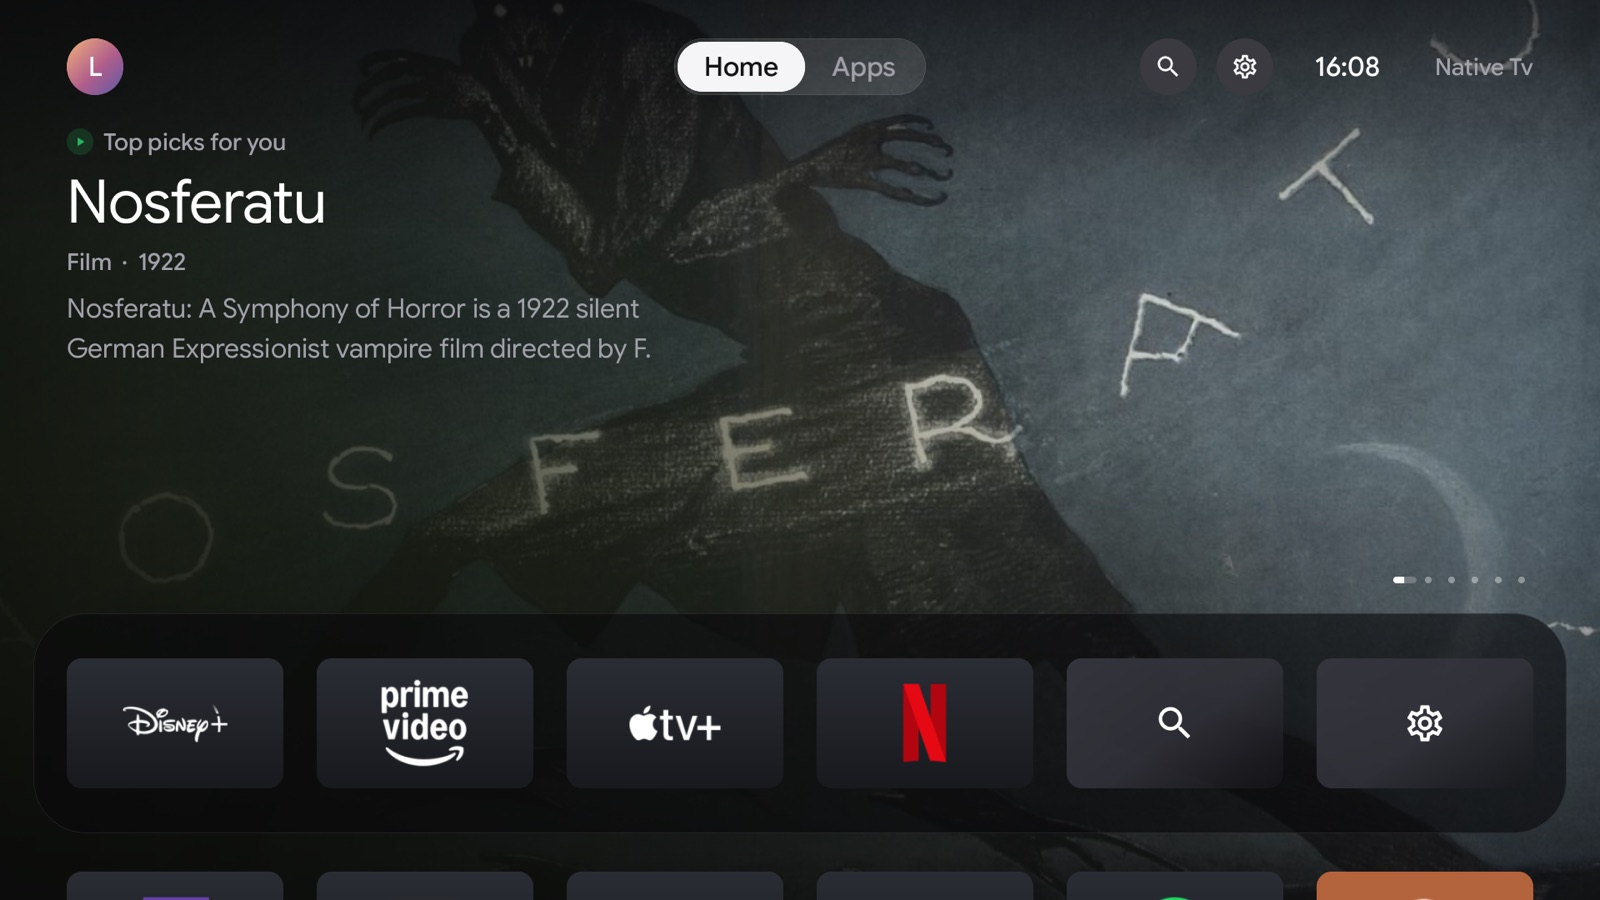 L
Home
Apps
16:08
Native Tv
Top picks for you
Nosferatu
Film · 1922
Nosferatu: A Symphony of Horror is a 1922 silent
German Expressionist vampire film directed by F.
O S F E R A T
Disney+
prime
video
tv+
N